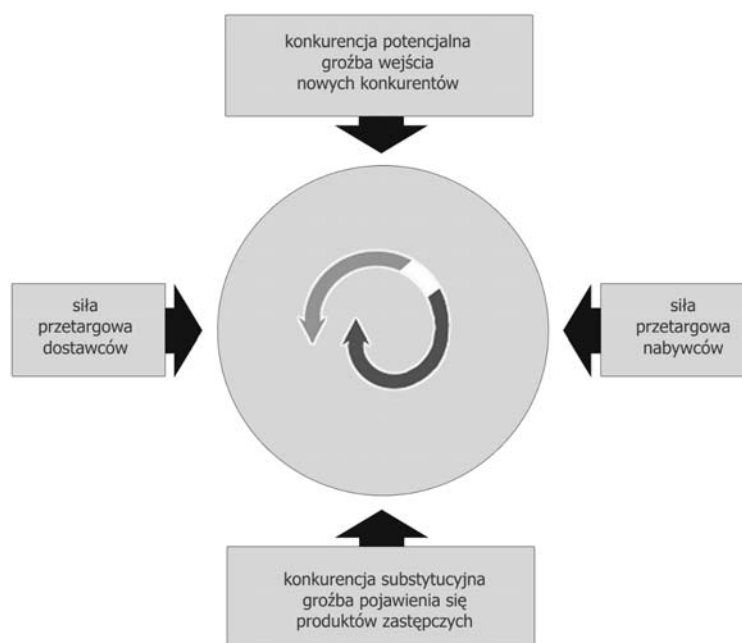 konkurencja potencjalna
groźba wejścia
nowych konkurentów
siła
przetargowa
dostawców
siła
przetargowa
nabywców
konkurencja substytucyjna
groźba pojawienia się
produktów zastępczych